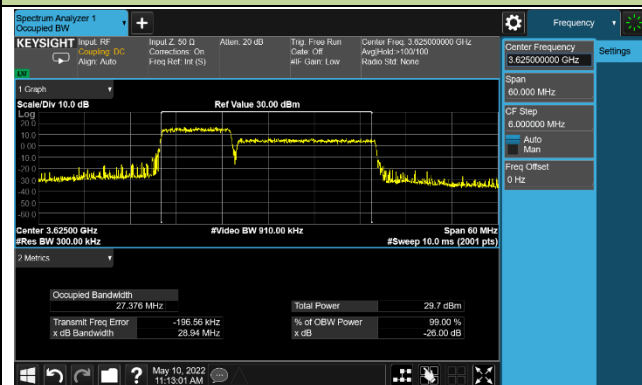 Spectrum Analyzer 1
Occupied BW
+
Frequency
KEYSIGHT
Input: RF
Coupling: DC
Align: Auto
Input Z: 50 Ω
Corrections: On
Freq Ref: Int (S)
Atten: 20 dB
Trig: Free Run
Gate: Off
#IF Gain: Low
Center Freq: 3.625000000 GHz
Avg|Hold:>100/100
Radio Std: None
LXI
Center Frequency
3.625000000 GHz
Settings
Span
60.000 MHz
CF Step
6.000000 MHz
Auto
Man
Freq Offset
0 Hz
1 Graph
Scale/Div 10.0 dB
Ref Value 30.00 dBm
Log
20.0
10.0
0.00
-10.0
-20.0
-30.0
-40.0
-50.0
-60.0
Center 3.62500 GHz
#Video BW 910.00 kHz
Span 60 MHz
#Res BW 300.00 kHz
#Sweep 10.0 ms (2001 pts)
2 Metrics
Occupied Bandwidth
27.376 MHz
Total Power
29.7 dBm
Transmit Freq Error
-196.56 kHz
% of OBW Power
99.00 %
x dB Bandwidth
28.94 MHz
x dB
-26.00 dB
?
May 10, 2022
11:13:01 AM